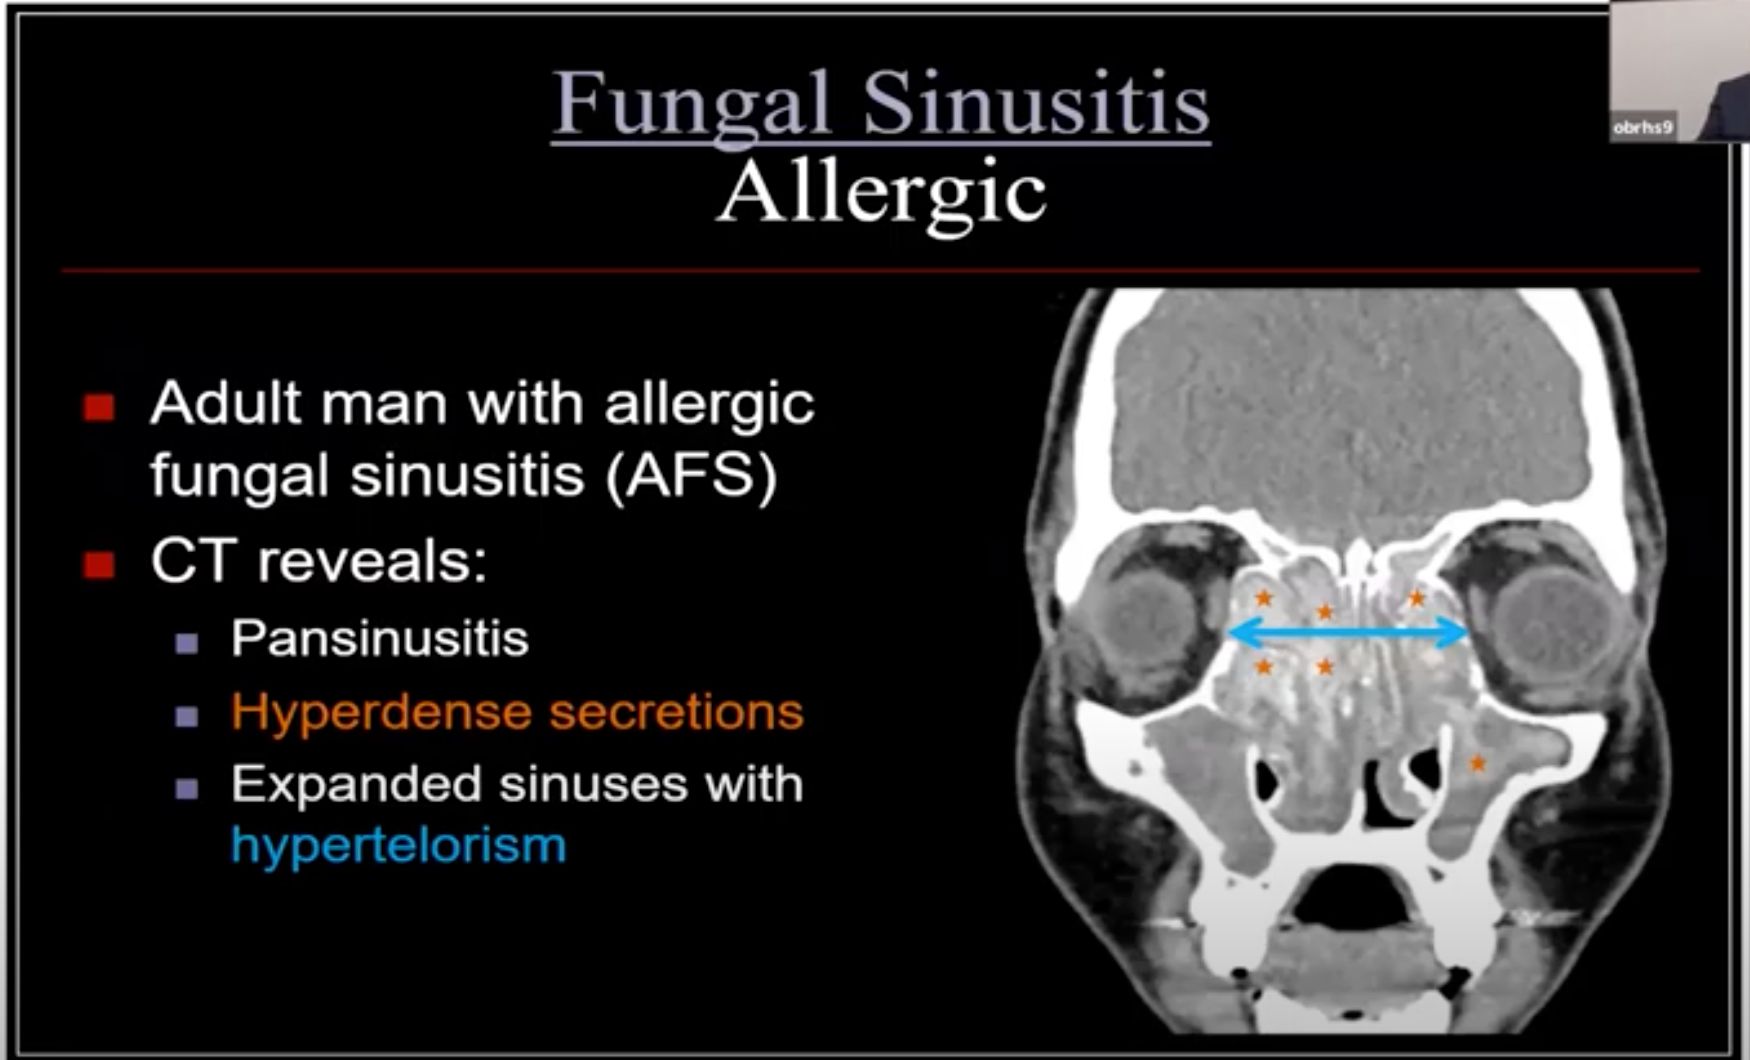 Fungal Sinusitis
Allergic
obrhs9
Adult man with allergic
fungal sinusitis (AFS)
CT reveals:
Pansinusitis
Hyperdense secretions
Expanded sinuses with
hypertelorism